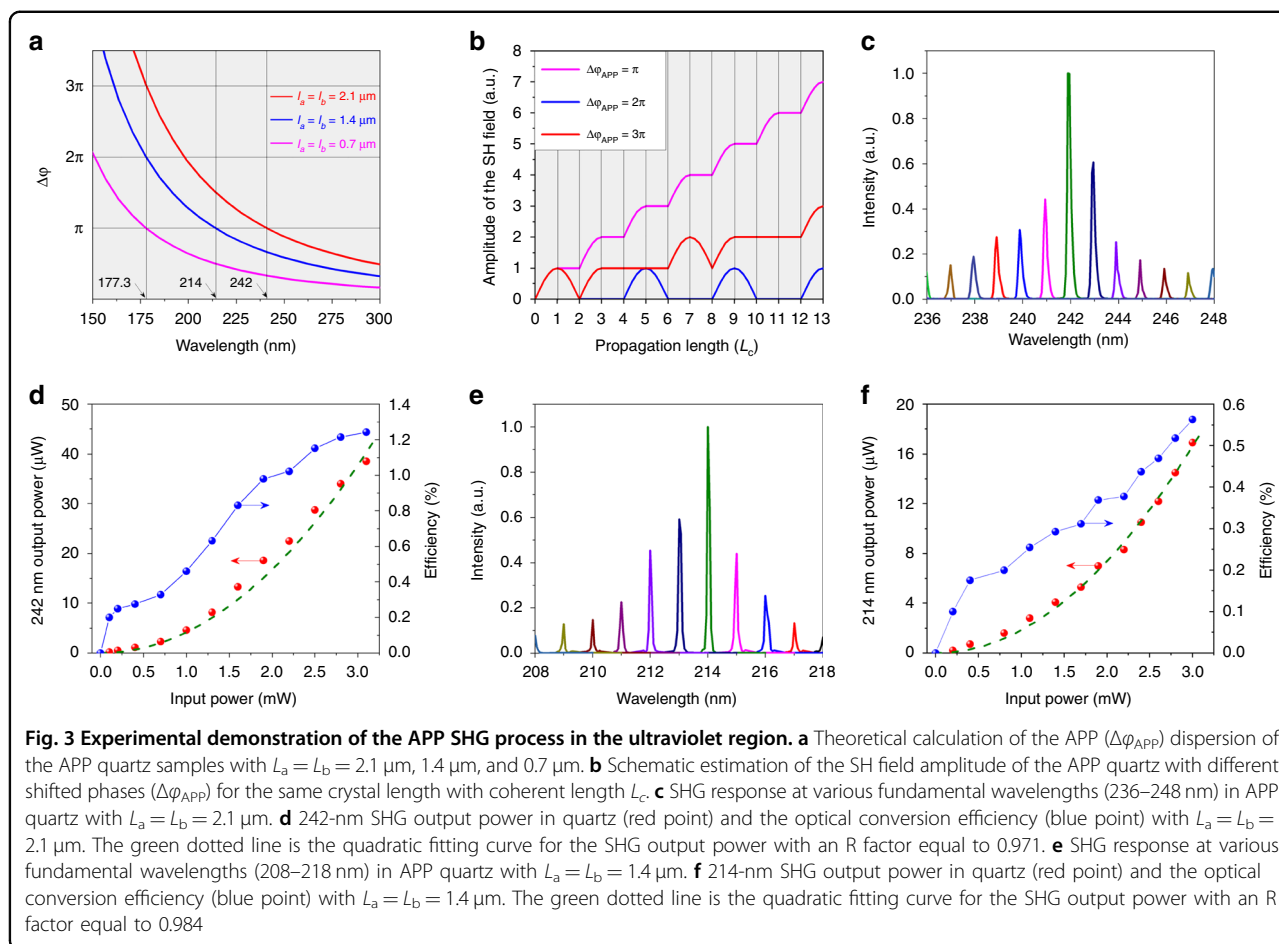 a
Δφ
3π
2π
π
l_a = l_b = 2.1 μm
l_a = l_b = 1.4 μm
l_a = l_b = 0.7 μm
177.3 214 242
150 175 200 225 250 275 300
Wavelength (nm)
b
Amplitude of the SH field (a.u.)
8
7
6
5
4
3
2
1
0
Δφ_APP = π
Δφ_APP = 2π
Δφ_APP = 3π
0 1 2 3 4 5 6 7 8 9 10 11 12 13
Propagation length (L_c)
c
Intensity (a.u.)
1.0
0.8
0.6
0.4
0.2
0.0
236 238 240 242 244 246 248
Wavelength (nm)
d
242 nm output power (μW)
50
40
30
20
10
0
1.4
1.2
1.0
0.8
0.6
0.4
0.2
0.0
Efficiency (%)
0.0 0.5 1.0 1.5 2.0 2.5 3.0
Input power (mW)
e
Intensity (a.u.)
1.0
0.8
0.6
0.4
0.2
0.0
208 210 212 214 216 218
Wavelength (nm)
f
214 nm output power (μW)
20
16
12
8
4
0
0.6
0.5
0.4
0.3
0.2
0.1
0.0
Efficiency (%)
0.0 0.5 1.0 1.5 2.0 2.5 3.0
Input power (mW)
Fig. 3 Experimental demonstration of the APP SHG process in the ultraviolet region. a Theoretical calculation of the APP (Δφ_APP) dispersion of
the APP quartz samples with L_a = L_b = 2.1 μm, 1.4 μm, and 0.7 μm. b Schematic estimation of the SH field amplitude of the APP quartz with different
shifted phases (Δφ_APP) for the same crystal length with coherent length L_c. c SHG response at various fundamental wavelengths (236–248 nm) in APP
quartz with L_a = L_b = 2.1 μm. d 242-nm SHG output power in quartz (red point) and the optical conversion efficiency (blue point) with L_a = L_b =
2.1 μm. The green dotted line is the quadratic fitting curve for the SHG output power with an R factor equal to 0.971. e SHG response at various
fundamental wavelengths (208–218 nm) in APP quartz with L_a = L_b = 1.4 μm. f 214-nm SHG output power in quartz (red point) and the optical
conversion efficiency (blue point) with L_a = L_b = 1.4 μm. The green dotted line is the quadratic fitting curve for the SHG output power with an R
factor equal to 0.984